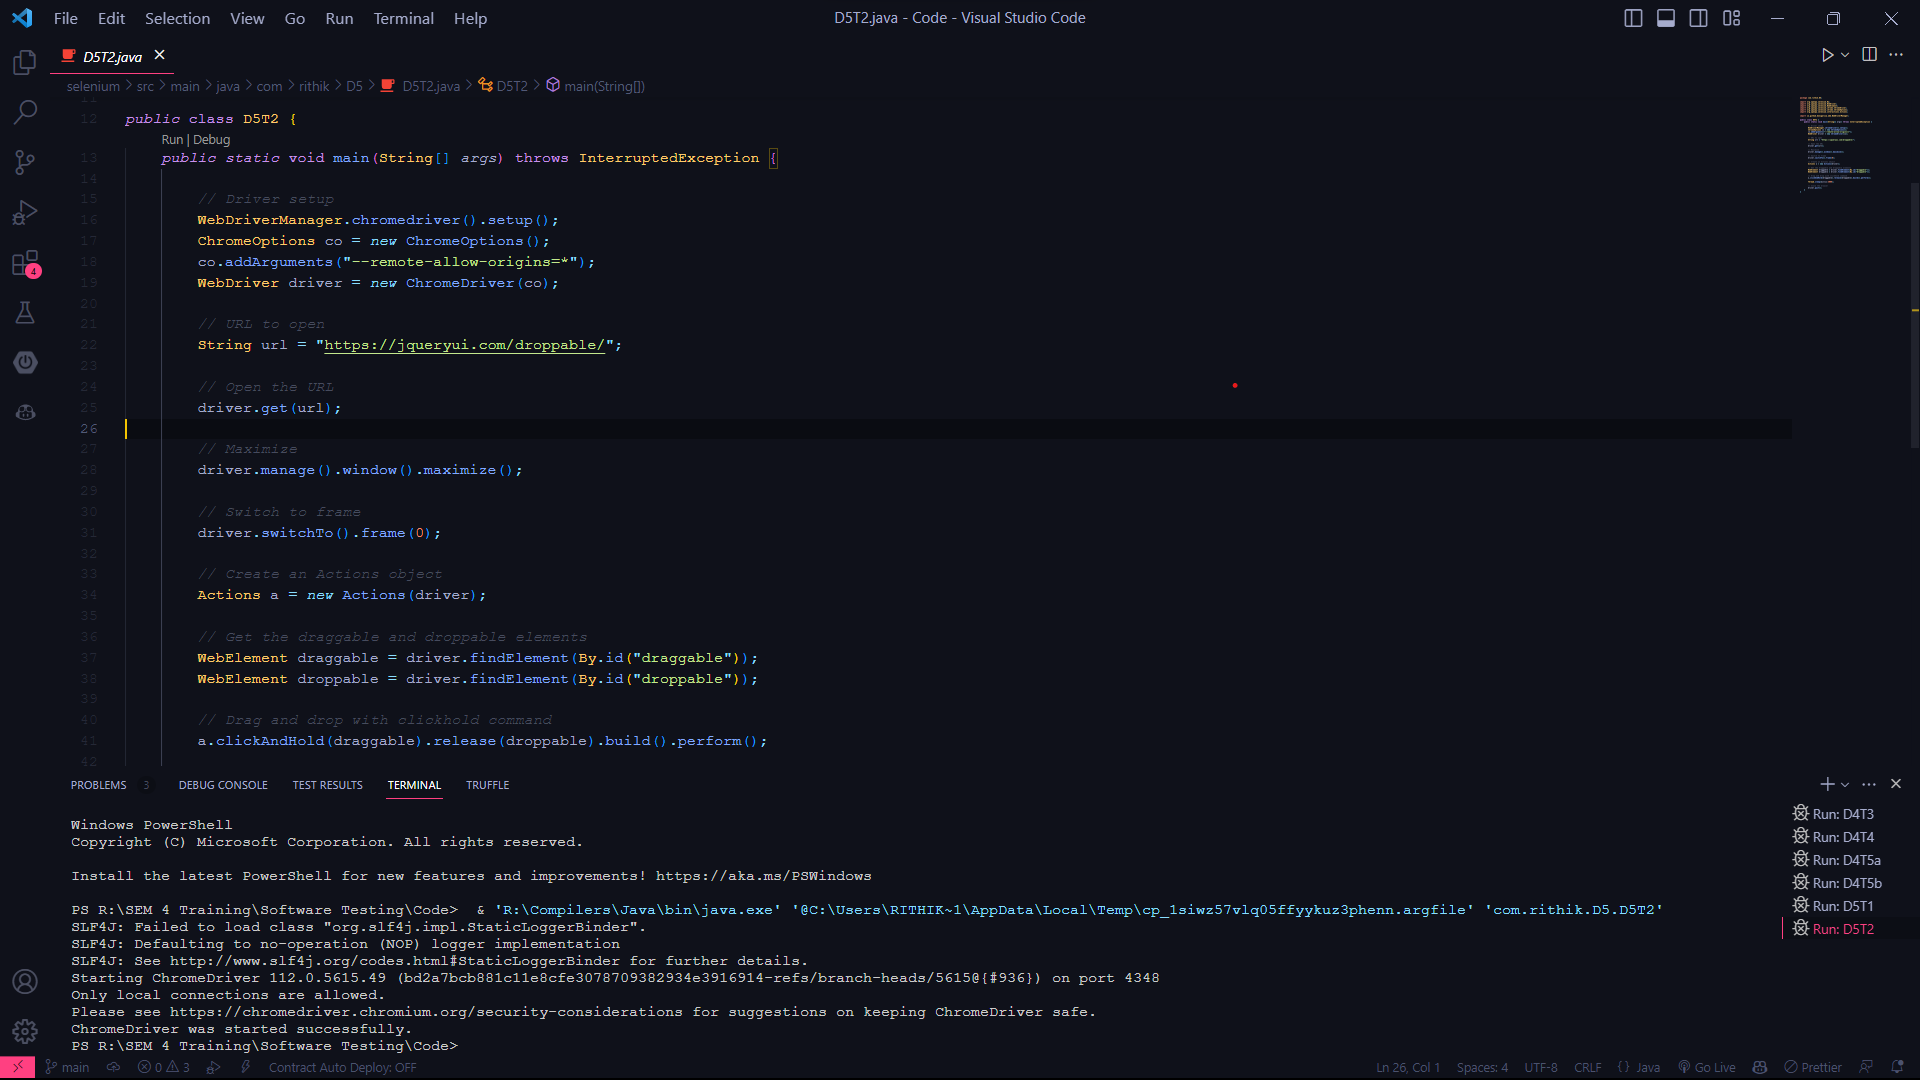 File Edit Selection View Go Run Terminal Help
D5T2.java - Code - Visual Studio Code
D5T2.java
selenium > src > main > java > com > rithik > D5 > D5T2.java > D5T2 > main(String[])
11
12 public class D5T2 {
Run | Debug
13 public static void main(String[] args) throws InterruptedException {
14
15 // Driver setup
16 WebDriverManager.chromedriver().setup();
17 ChromeOptions co = new ChromeOptions();
18 co.addArguments("--remote-allow-origins=*");
19 WebDriver driver = new ChromeDriver(co);
20
21 // URL to open
22 String url = "https://jqueryui.com/droppable/";
23
24 // Open the URL
25 driver.get(url);
26
27 // Maximize
28 driver.manage().window().maximize();
29
30 // Switch to frame
31 driver.switchTo().frame(0);
32
33 // Create an Actions object
34 Actions a = new Actions(driver);
35
36 // Get the draggable and droppable elements
37 WebElement draggable = driver.findElement(By.id("draggable"));
38 WebElement droppable = driver.findElement(By.id("droppable"));
39
40 // Drag and drop with clickhold command
41 a.clickAndHold(draggable).release(droppable).build().perform();
42
4
PROBLEMS 3 DEBUG CONSOLE TEST RESULTS TERMINAL TRUFFLE
Windows PowerShell
Copyright (C) Microsoft Corporation. All rights reserved.
Install the latest PowerShell for new features and improvements! https://aka.ms/PSWindows
PS R:\SEM 4 Training\Software Testing\Code>  & 'R:\Compilers\Java\bin\java.exe' '@C:\Users\RITHIK~1\AppData\Local\Temp\cp_1siwz57vlq05ffyykuz3phenn.argfile' 'com.rithik.D5.D5T2'
SLF4J: Failed to load class "org.slf4j.impl.StaticLoggerBinder".
SLF4J: Defaulting to no-operation (NOP) logger implementation
SLF4J: See http://www.slf4j.org/codes.html#StaticLoggerBinder for further details.
Starting ChromeDriver 112.0.5615.49 (bd2a7bcb881c11e8cfe3078709382934e3916914-refs/branch-heads/5615@{#936}) on port 4348
Only local connections are allowed.
Please see https://chromedriver.chromium.org/security-considerations for suggestions on keeping ChromeDriver safe.
ChromeDriver was started successfully.
PS R:\SEM 4 Training\Software Testing\Code>
Run: D4T3
Run: D4T4
Run: D4T5a
Run: D4T5b
Run: D5T1
Run: D5T2
main 0 3 Contract Auto Deploy: OFF Ln 26, Col 1 Spaces: 4 UTF-8 CRLF { } Java Go Live Prettier